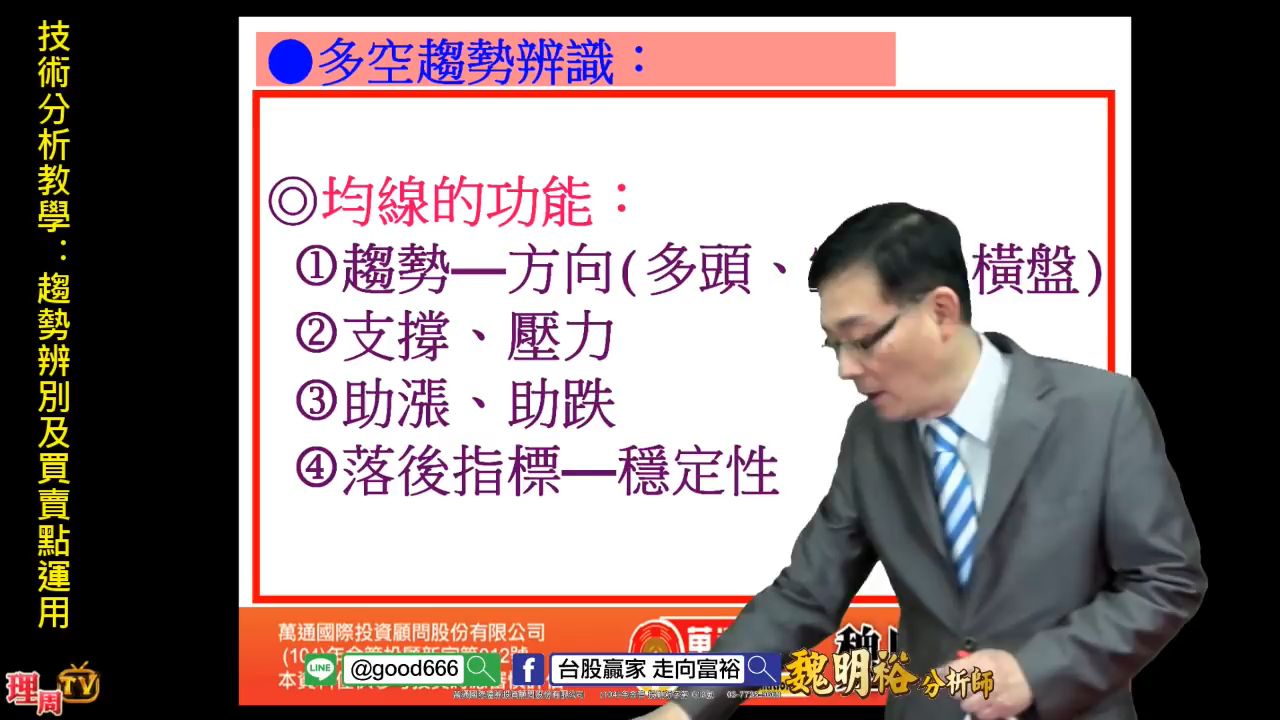 技術分析教學：趨勢辨別及買賣點運用
●多空趨勢辨識：
◎均線的功能：
①趨勢—方向(多頭、 橫盤)
②支撐、壓力
③助漲、助跌
④落後指標—穩定性
萬通國際投資顧問股份有限公司
LINE @good666
f 台股贏家 走向富裕
魏明裕 分析師
理周TV